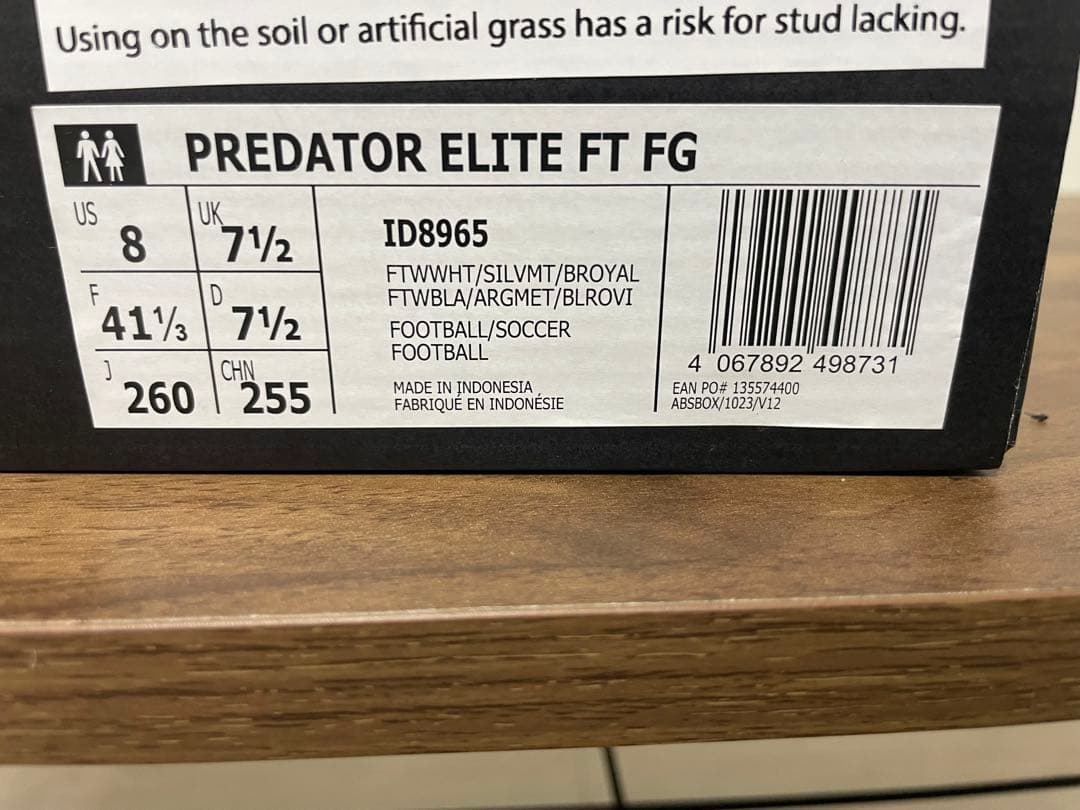 Using on the soil or artificial grass has a risk for stud lacking.
PREDATOR ELITE FT FG
US 8 UK 7½
F 41⅓ D 7½
J 260 CHN 255
ID8965
FTWWHT/SILVMT/BROYAL
FTWBLA/ARGMET/BLROVI
FOOTBALL/SOCCER
FOOTBALL
MADE IN INDONESIA
FABRIQUÉ EN INDONÉSIE
4 067892 498731
EAN PO# 135574400
ABSBOX/1023/V12